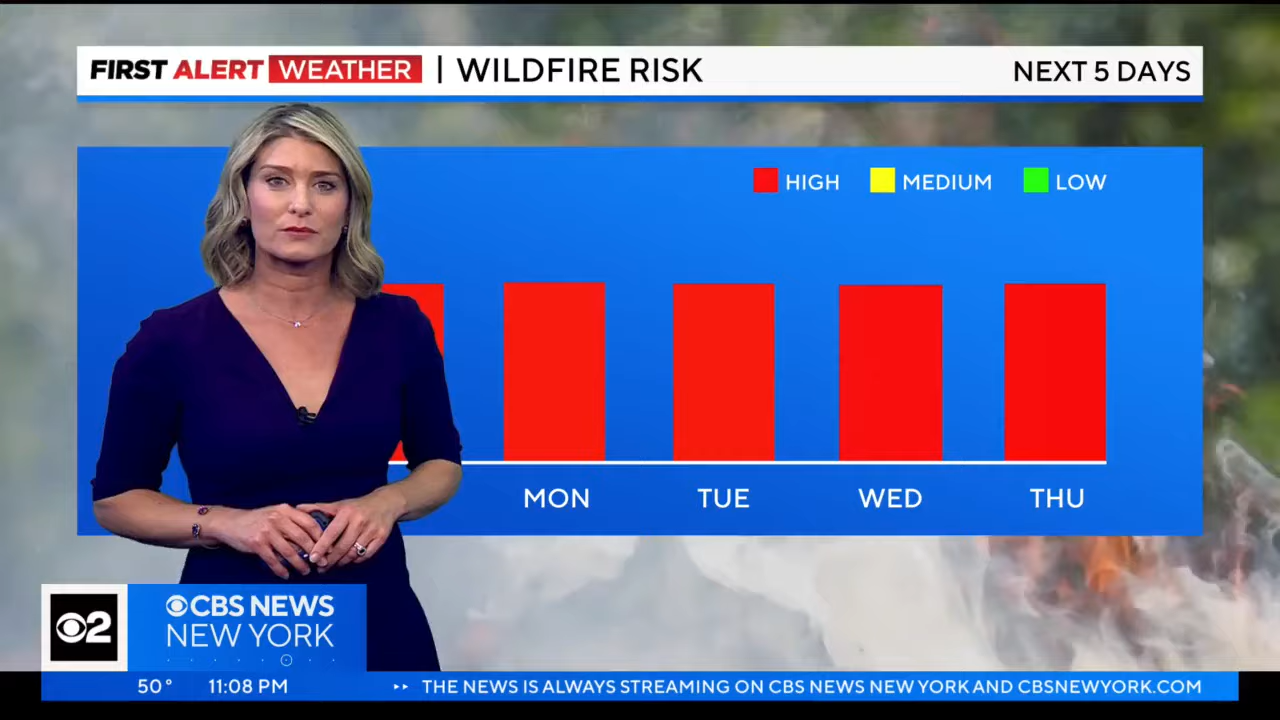 FIRST ALERT WEATHER | WILDFIRE RISK
NEXT 5 DAYS
HIGH MEDIUM LOW
MON TUE WED THU
2
CBS NEWS
NEW YORK
50° 11:08 PM THE NEWS IS ALWAYS STREAMING ON CBS NEWS NEW YORK AND CBSNEWYORK.COM